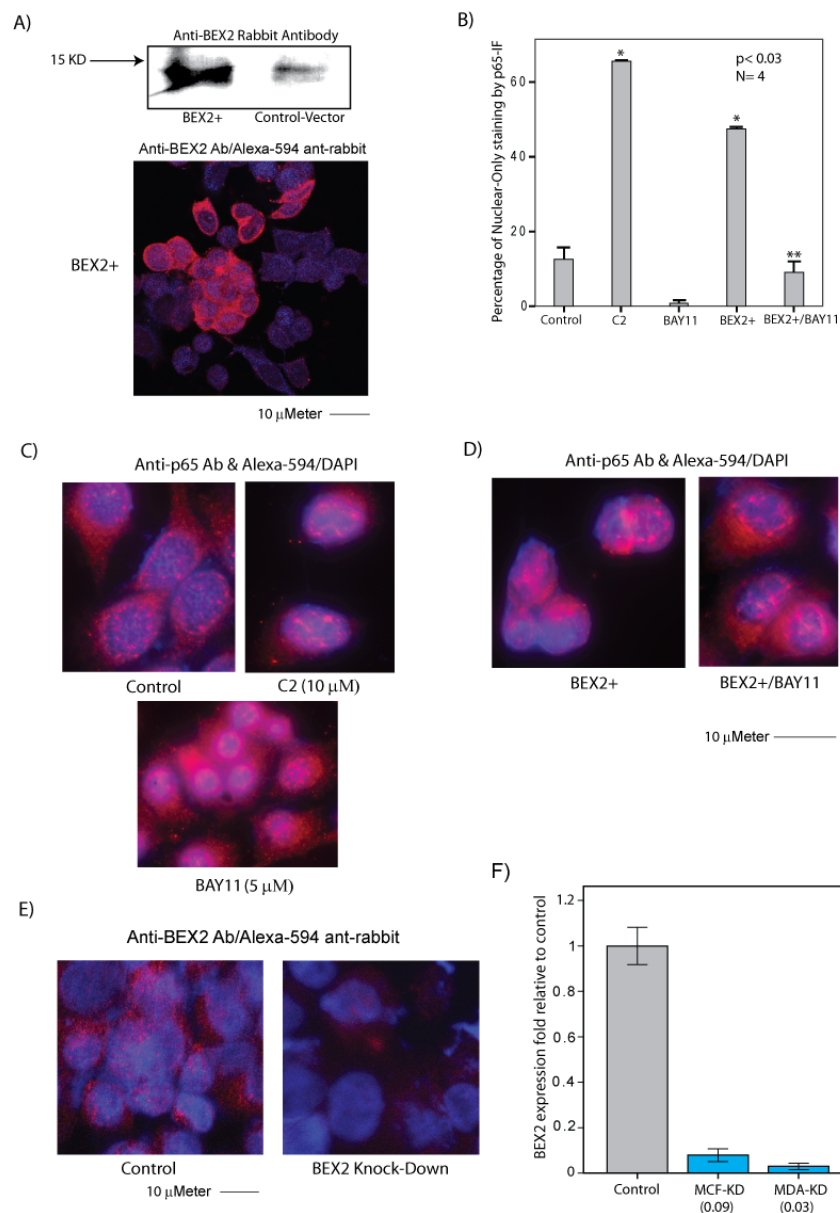 A)
Anti-BEX2 Rabbit Antibody
15 KD
BEX2+ Control-Vector
Anti-BEX2 Ab/Alexa-594 ant-rabbit
BEX2+
10 μMeter
B)
Percentage of Nuclear-Only staining by p65-IF
60
40
20
0
*
*
**
p< 0.03
N= 4
Control C2 BAY11 BEX2+ BEX2+/BAY11
C)
Anti-p65 Ab & Alexa-594/DAPI
Control C2 (10 μM)
BAY11 (5 μM)
D)
Anti-p65 Ab & Alexa-594/DAPI
BEX2+ BEX2+/BAY11
10 μMeter
E)
Anti-BEX2 Ab/Alexa-594 ant-rabbit
Control BEX2 Knock-Down
10 μMeter
F)
BEX2 expression fold relative to control
1.2
1
0.8
0.6
0.4
0.2
0
Control MCF-KD MDA-KD
(0.09) (0.03)